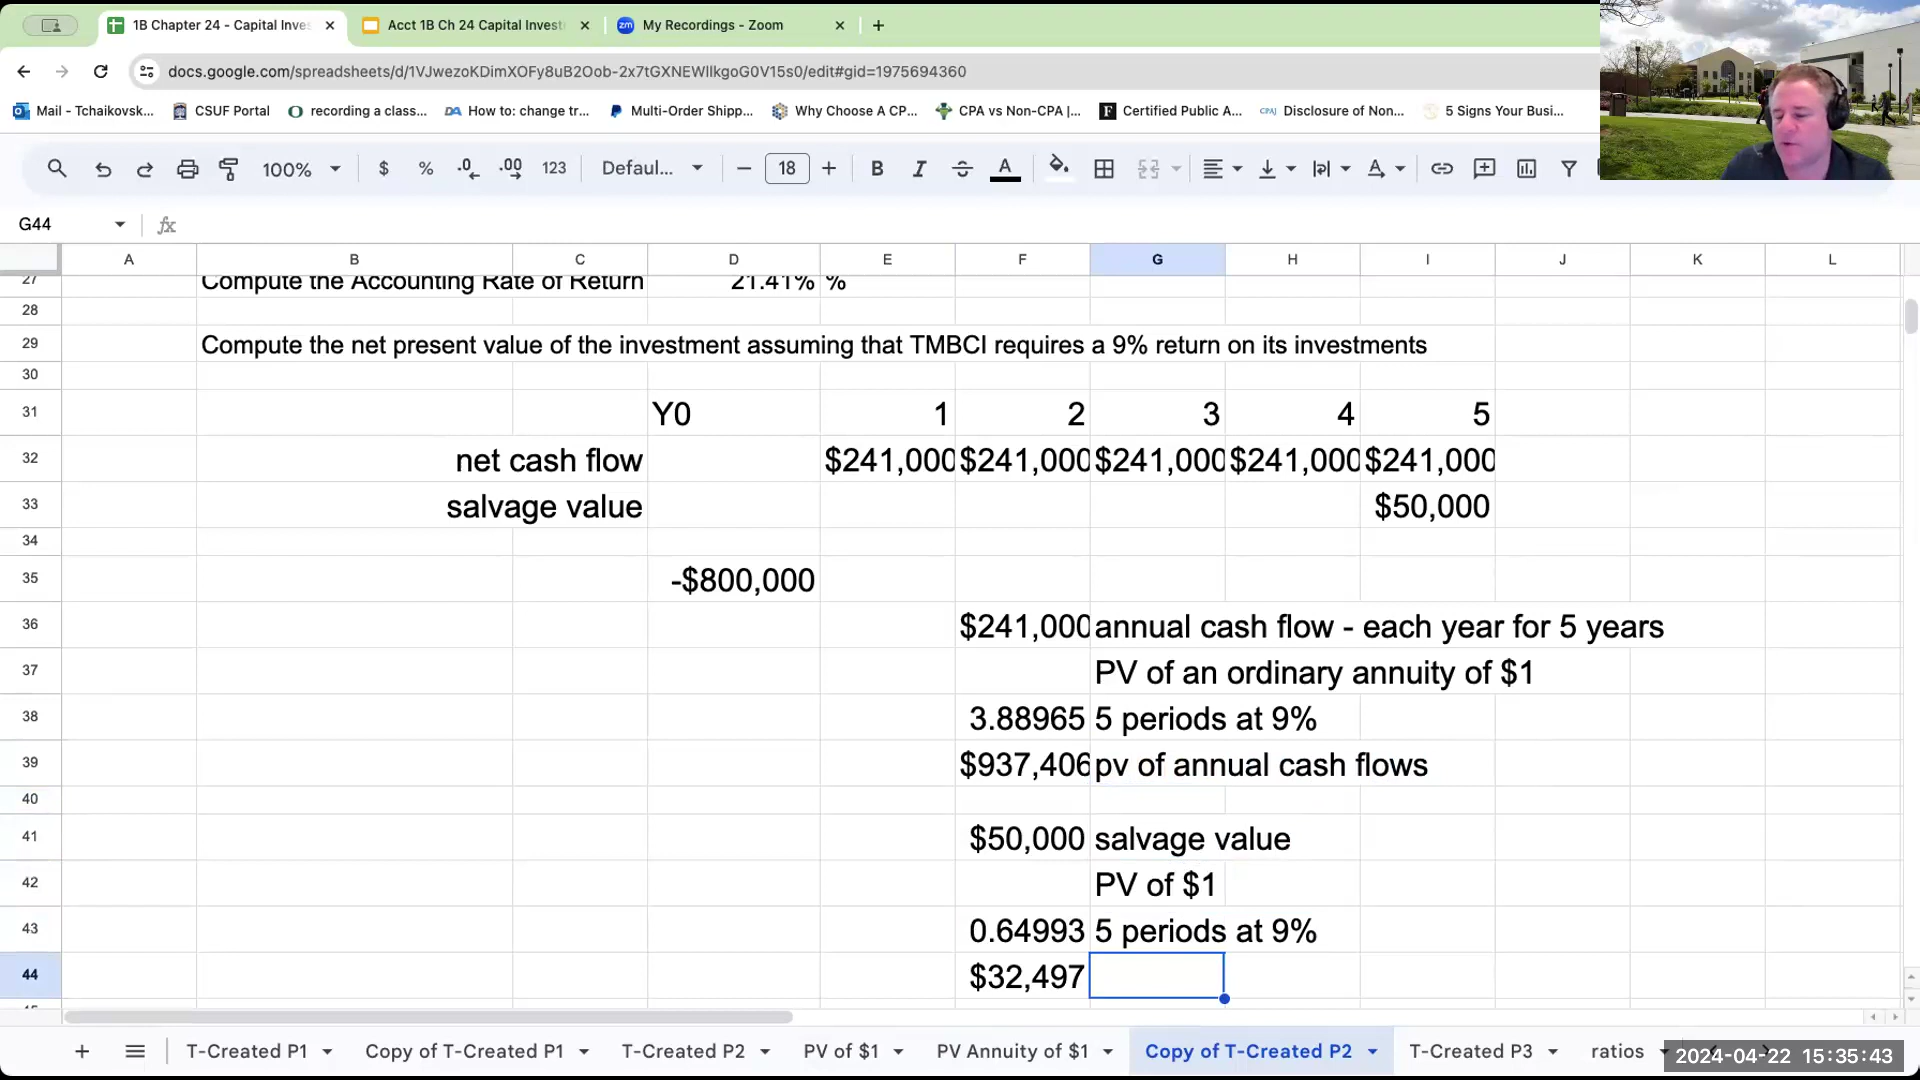 1B Chapter 24 - Capital Inves
Acct 1B Ch 24 Capital Invest
zm My Recordings - Zoom
docs.google.com/spreadsheets/d/1VJwezoKDimXOFy8uB2Oob-2x7tGXNEWllkgoG0V15s0/edit#gid=1975694360
Mail - Tchaikovsk... CSUF Portal recording a class... DA How to: change tr... Multi-Order Shipp... Why Choose A CP... CPA vs Non-CPA |... F Certified Public A... CPAJ Disclosure of Non... 5 Signs Your Busi...
100% $ % .0 .00 123 Defaul... 18 B I A
G44 fx
A B C D E F G H I J K L
27 Compute the Accounting Rate of Return 21.41% %
28
29 Compute the net present value of the investment assuming that TMBCI requires a 9% return on its investments
30
31 Y0 1 2 3 4 5
32 net cash flow $241,000 $241,000 $241,000 $241,000 $241,000
33 salvage value $50,000
34
35 -$800,000
36 $241,000 annual cash flow - each year for 5 years
37 PV of an ordinary annuity of $1
38 3.88965 5 periods at 9%
39 $937,406 pv of annual cash flows
40
41 $50,000 salvage value
42 PV of $1
43 0.64993 5 periods at 9%
44 $32,497
T-Created P1 Copy of T-Created P1 T-Created P2 PV of $1 PV Annuity of $1 Copy of T-Created P2 T-Created P3 ratios
2024-04-22 15:35:43